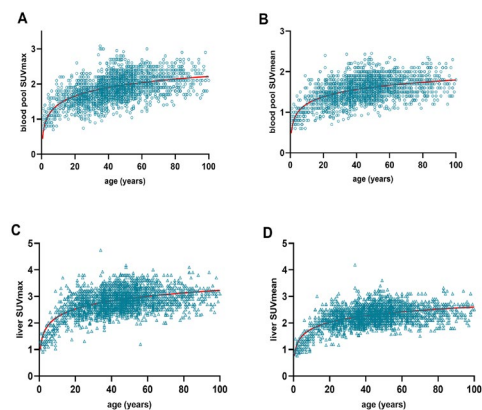 A
blood pool SUVmax
3
2
1
0
0 20 40 60 80 100
age (years)
B
blood pool SUVmean
3
2
1
0
0 20 40 60 80 100
age (years)
C
liver SUVmax
5
4
3
2
1
0
0 20 40 60 80 100
age (years)
D
liver SUVmean
5
4
3
2
1
0
0 20 40 60 80 100
age (years)